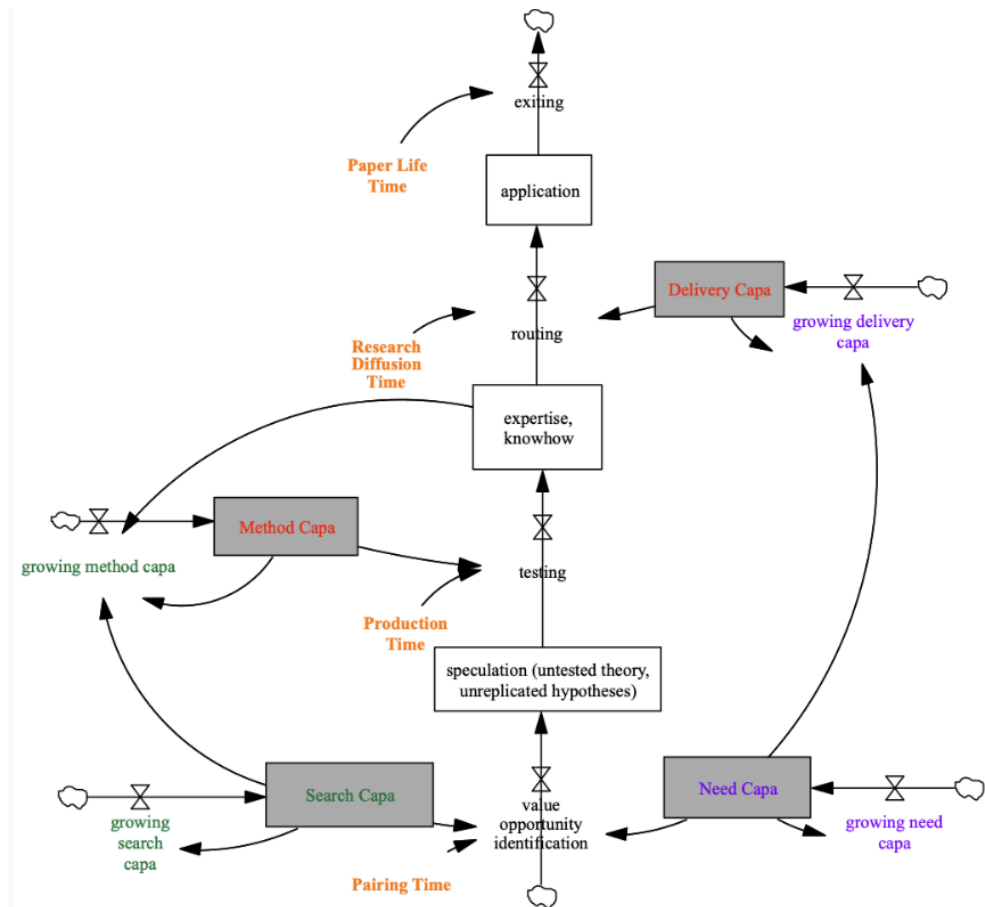 exiting
Paper Life
Time
application
Delivery Capa
growing delivery
capa
routing
Research
Diffusion
Time
expertise,
knowhow
Method Capa
growing method capa
testing
Production
Time
speculation (untested theory,
unreplicated hypotheses)
Search Capa
growing
search
capa
value
opportunity
identification
Need Capa
growing need
capa
Pairing Time